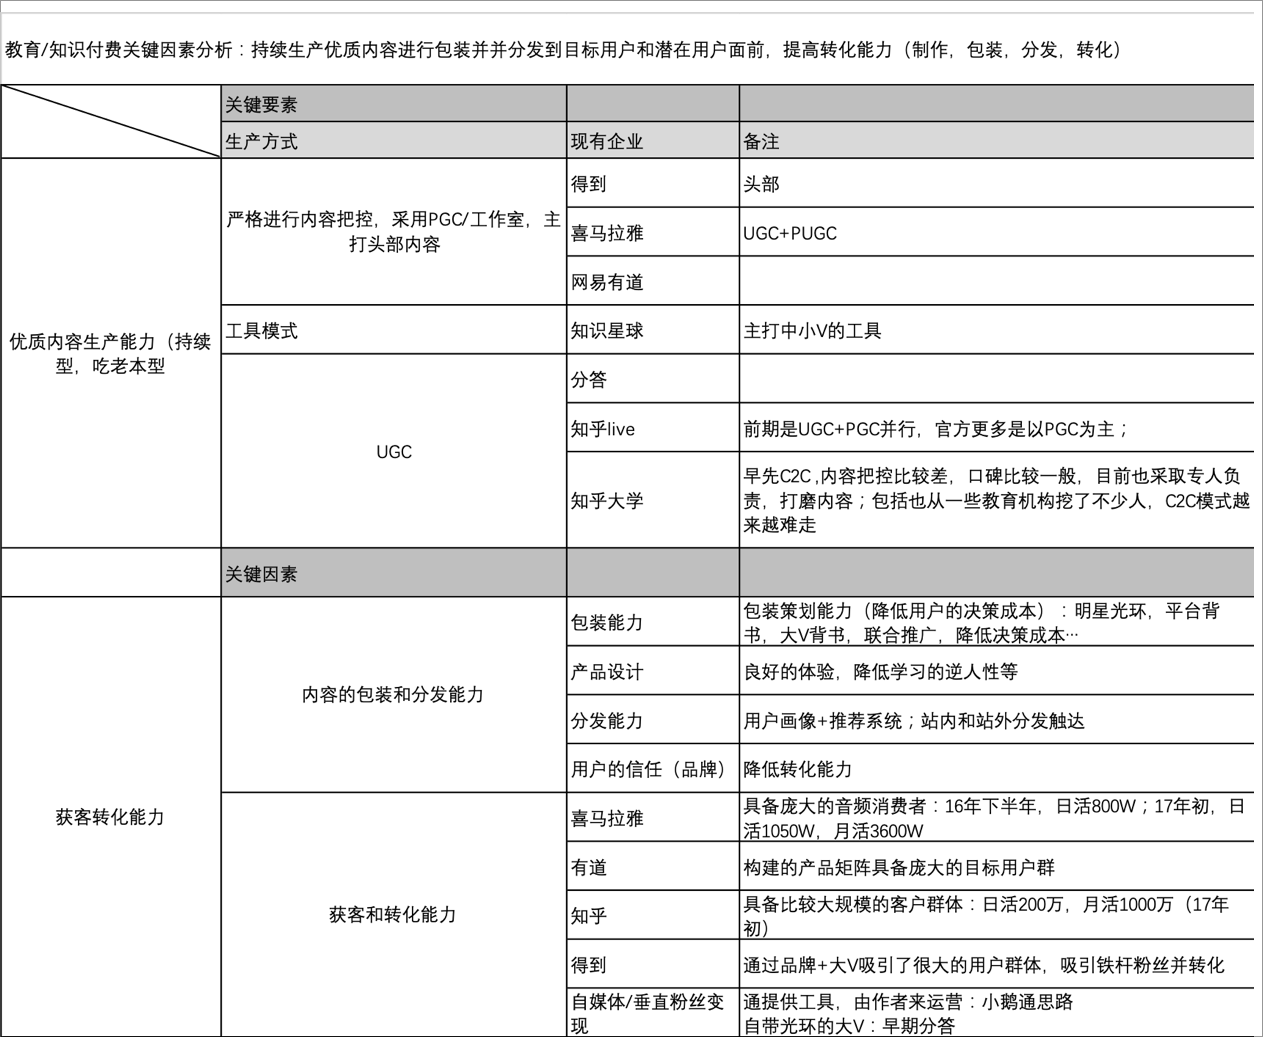 教育/知识付费关键因素分析：持续生产优质内容进行包装并并分发到目标用户和潜在用户面前，提高转化能力（制作，包装，分发，转化）
关键要素
生产方式
现有企业
备注
优质内容生产能力（持续
型，吃老本型
严格进行内容把控，采用PGC/工作室，主
打头部内容
得到
头部
喜马拉雅
UGC+PUGC
网易有道
工具模式
知识星球
主打中小V的工具
UGC
分答
知乎live
前期是UGC+PGC并行，官方更多是以PGC为主；
知乎大学
早先C2C,内容把控比较差，口碑比较一般，目前也采取专人负
责，打磨内容；包括也从一些教育机构挖了不少人，C2C模式越
来越难走
关键因素
获客转化能力
内容的包装和分发能力
包装能力
包装策划能力（降低用户的决策成本）：明星光环，平台背
书，大V背书，联合推广，降低决策成本…
产品设计
良好的体验，降低学习的逆人性等
分发能力
用户画像+推荐系统；站内和站外分发触达
用户的信任（品牌）
降低转化能力
获客和转化能力
喜马拉雅
具备庞大的音频消费者：16年下半年，日活800W；17年初，日
活1050W，月活3600W
有道
构建的产品矩阵具备庞大的目标用户群
知乎
具备比较大规模的客户群体：日活200万，月活1000万（17年
初）
得到
通过品牌+大V吸引了很大的用户群体，吸引铁杆粉丝并转化
自媒体/垂直粉丝变
现
通提供工具，由作者来运营：小鹅通思路
自带光环的大V：早期分答